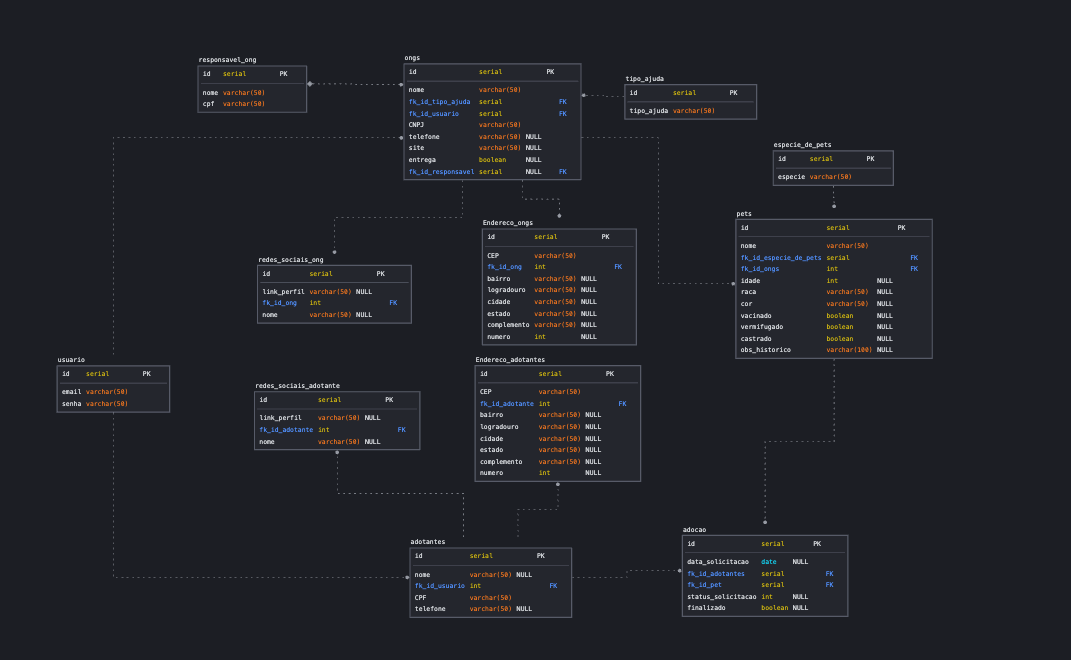 responsavel_ong
id serial PK
nome varchar(50)
cpf varchar(50)
ongs
id serial PK
nome varchar(50)
fk_id_tipo_ajuda serial FK
fk_id_usuario serial FK
CNPJ varchar(50)
telefone varchar(50) NULL
site varchar(50) NULL
entrega boolean NULL
fk_id_responsavel serial NULL FK
tipo_ajuda
id serial PK
tipo_ajuda varchar(50)
especie_de_pets
id serial PK
especie varchar(50)
pets
id serial PK
nome varchar(50)
fk_id_especie_de_pets serial FK
fk_id_ongs int FK
idade int NULL
raca varchar(50) NULL
cor varchar(50) NULL
vacinado boolean NULL
vermifugado boolean NULL
castrado boolean NULL
obs_historico varchar(100) NULL
Endereco_ongs
id serial PK
CEP varchar(50)
fk_id_ong int FK
bairro varchar(50) NULL
logradouro varchar(50) NULL
cidade varchar(50) NULL
estado varchar(50) NULL
complemento varchar(50) NULL
numero int NULL
redes_sociais_ong
id serial PK
link_perfil varchar(50) NULL
fk_id_ong int FK
nome varchar(50) NULL
usuario
id serial PK
email varchar(50)
senha varchar(50)
redes_sociais_adotante
id serial PK
link_perfil varchar(50) NULL
fk_id_adotante int FK
nome varchar(50) NULL
Endereco_adotantes
id serial PK
CEP varchar(50)
fk_id_adotante int FK
bairro varchar(50) NULL
logradouro varchar(50) NULL
cidade varchar(50) NULL
estado varchar(50) NULL
complemento varchar(50) NULL
numero int NULL
adotantes
id serial PK
nome varchar(50) NULL
fk_id_usuario int FK
CPF varchar(50)
telefone varchar(50) NULL
adocao
id serial PK
data_solicitacao date NULL
fk_id_adotantes serial FK
fk_id_pet serial FK
status_solicitacao int NULL
finalizado boolean NULL